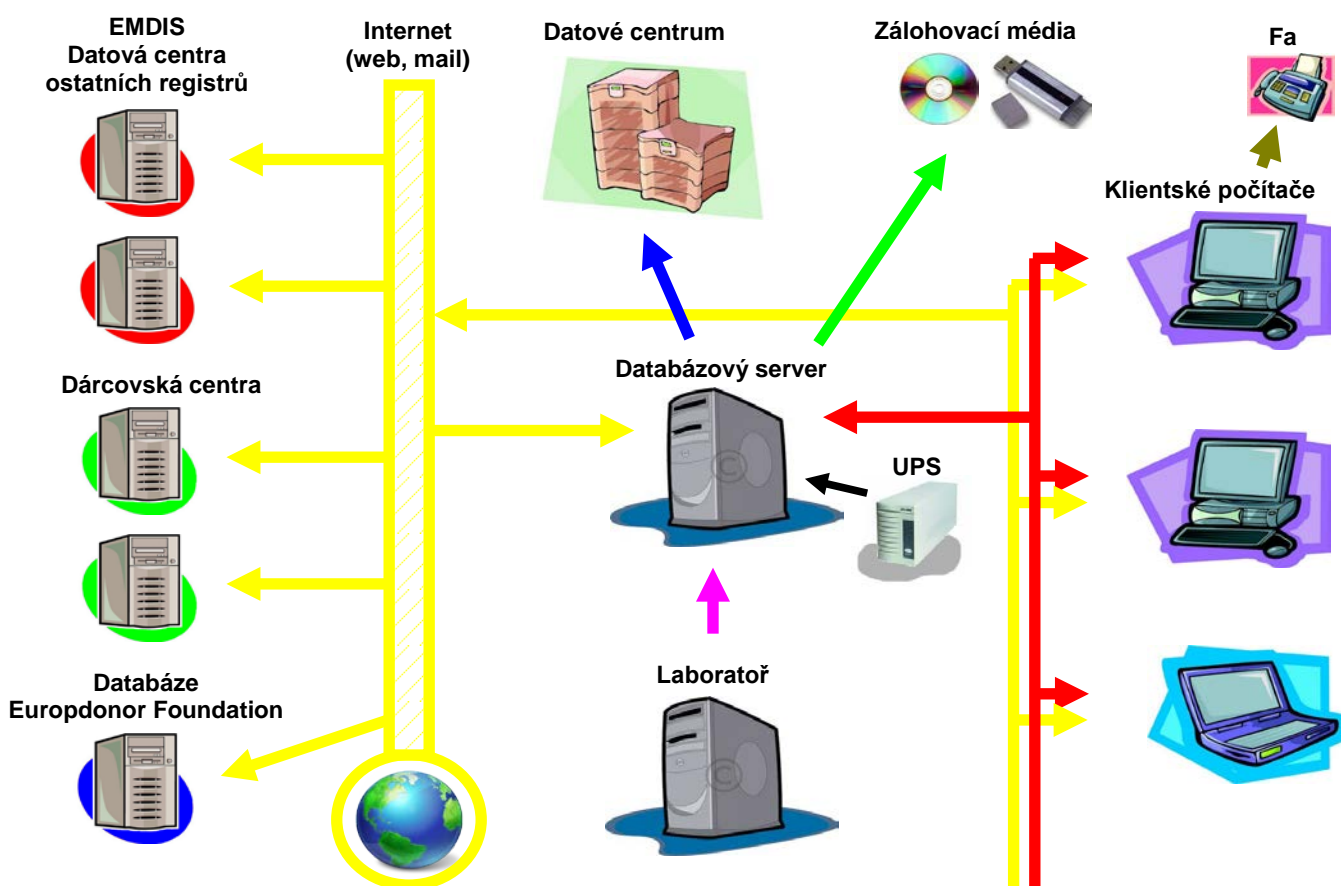 EMDIS
Datová centra
ostatních registrů
Internet
(web, mail)
Datové centrum
Zálohovací média
Fa
Klientské počítače
Databázový server
Dárcovská centra
UPS
Laboratoř
Databáze
Europdonor Foundation